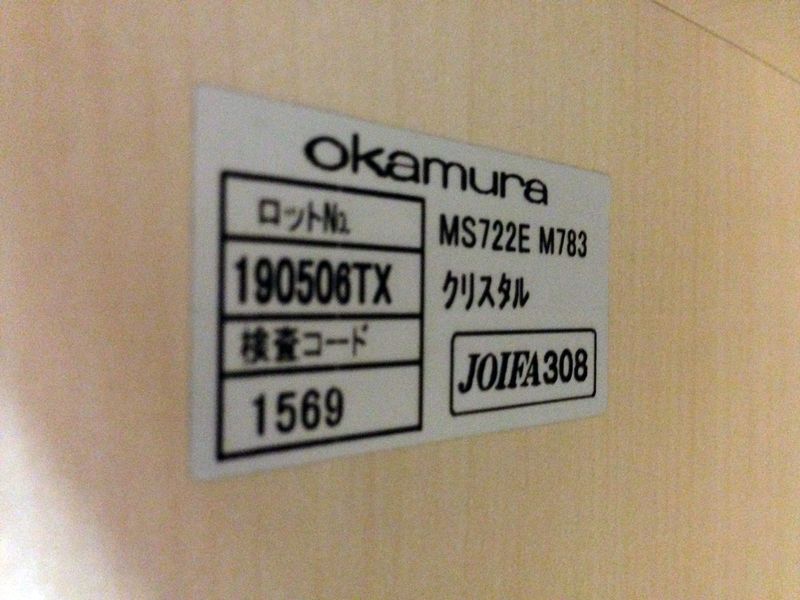 okamura
ロット№
190506TX
検査コード
1569
MS722E M783
クリスタル
JOIFA308